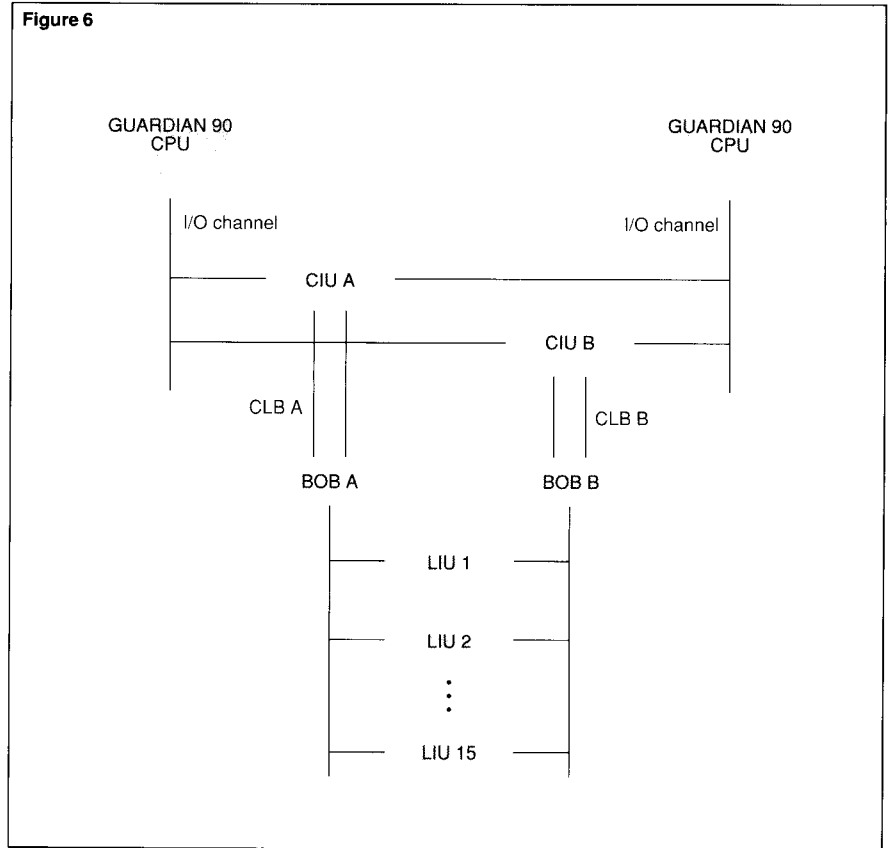 Figure 6
GUARDIAN 90
CPU
GUARDIAN 90
CPU
I/O channel
I/O channel
CIU A
CIU B
CLB A
CLB B
BOB A
BOB B
LIU 1
LIU 2
LIU 15